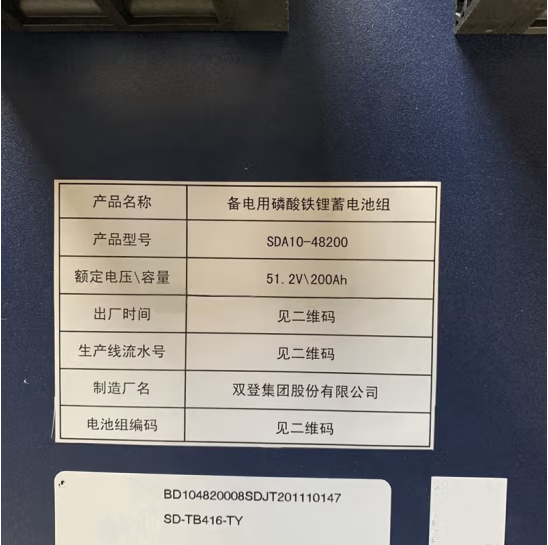 产品名称 备电用磷酸铁锂蓄电池组
产品型号 SDA10-48200
额定电压\容量 51.2V\200Ah
出厂时间 见二维码
生产线流水号 见二维码
制造厂名 双登集团股份有限公司
电池组编码 见二维码
BD104820008SDJT201110147
SD-TB416-TY